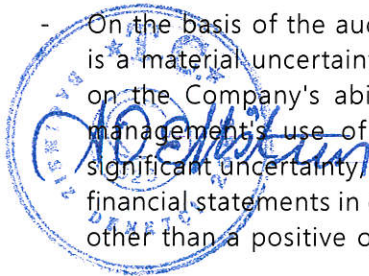 - On the basis of the aud
is a material uncertaint
on the Company's abi
management's use of
significant uncertainty,
financial statements in
other than a positive o